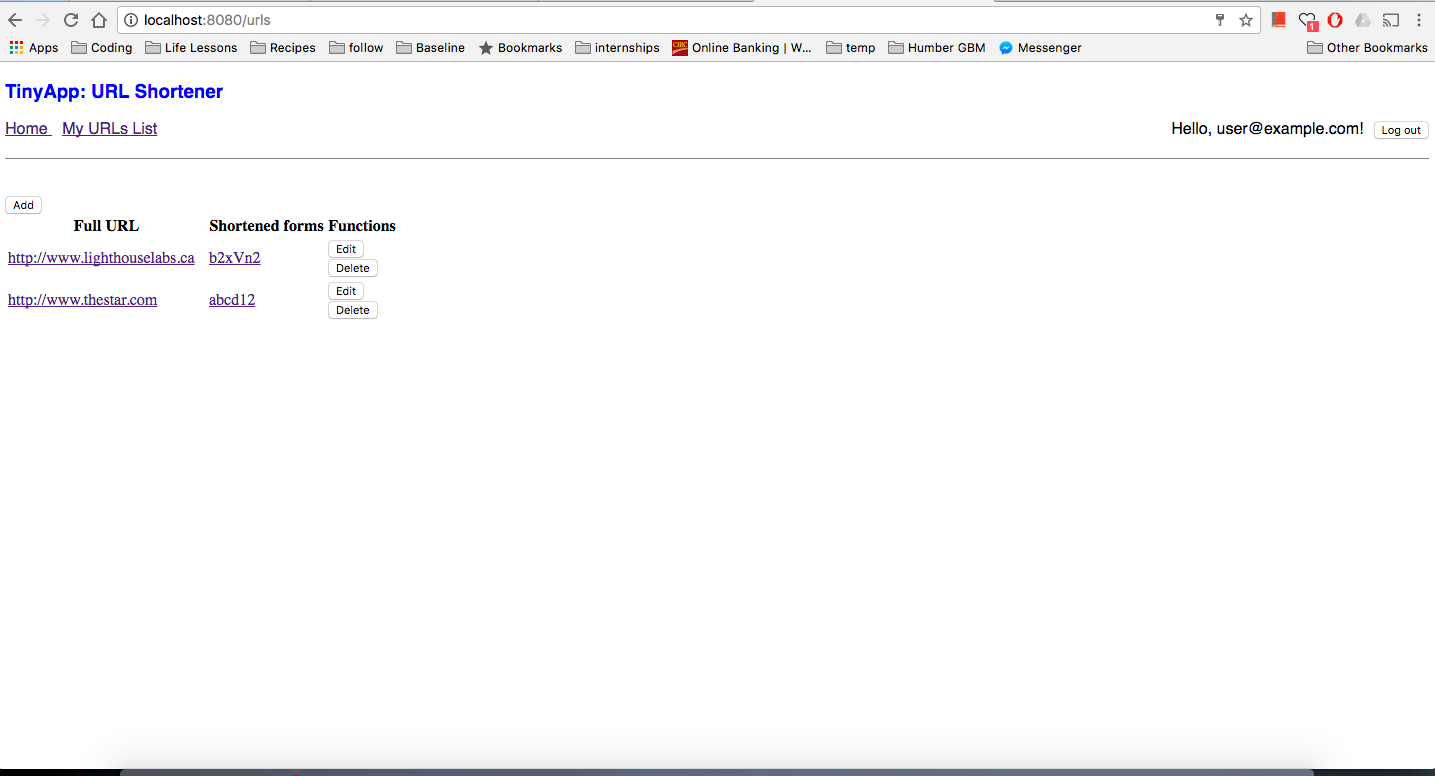 localhost:8080/urls
1
Apps Coding Life Lessons Recipes follow Baseline Bookmarks internships CIBC Online Banking | W... temp Humber GBM Messenger Other Bookmarks
TinyApp: URL Shortener
Home My URLs List Hello, user@example.com! Log out
Add
Full URL Shortened forms Functions
http://www.lighthouselabs.ca b2xVn2 Edit
Delete
http://www.thestar.com abcd12 Edit
Delete